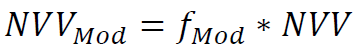 NVV_Mod = f_Mod * NVV